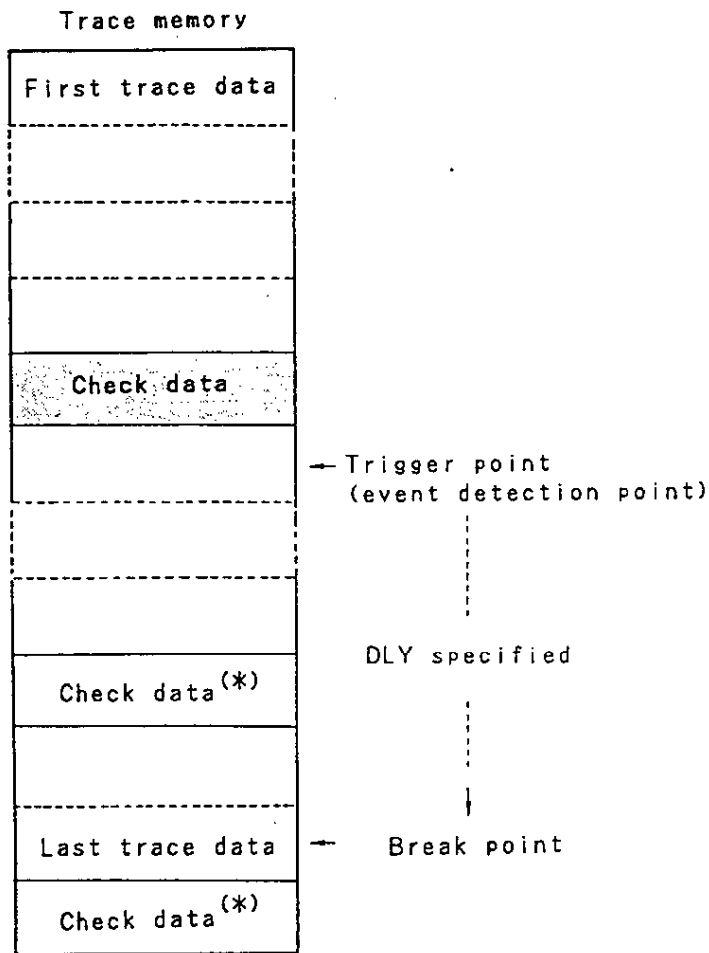 Trace memory
First trace data
Check data
← Trigger point
(event detection point)
DLY specified
Check data(*)
Last trace data ← Break point
Check data(*)